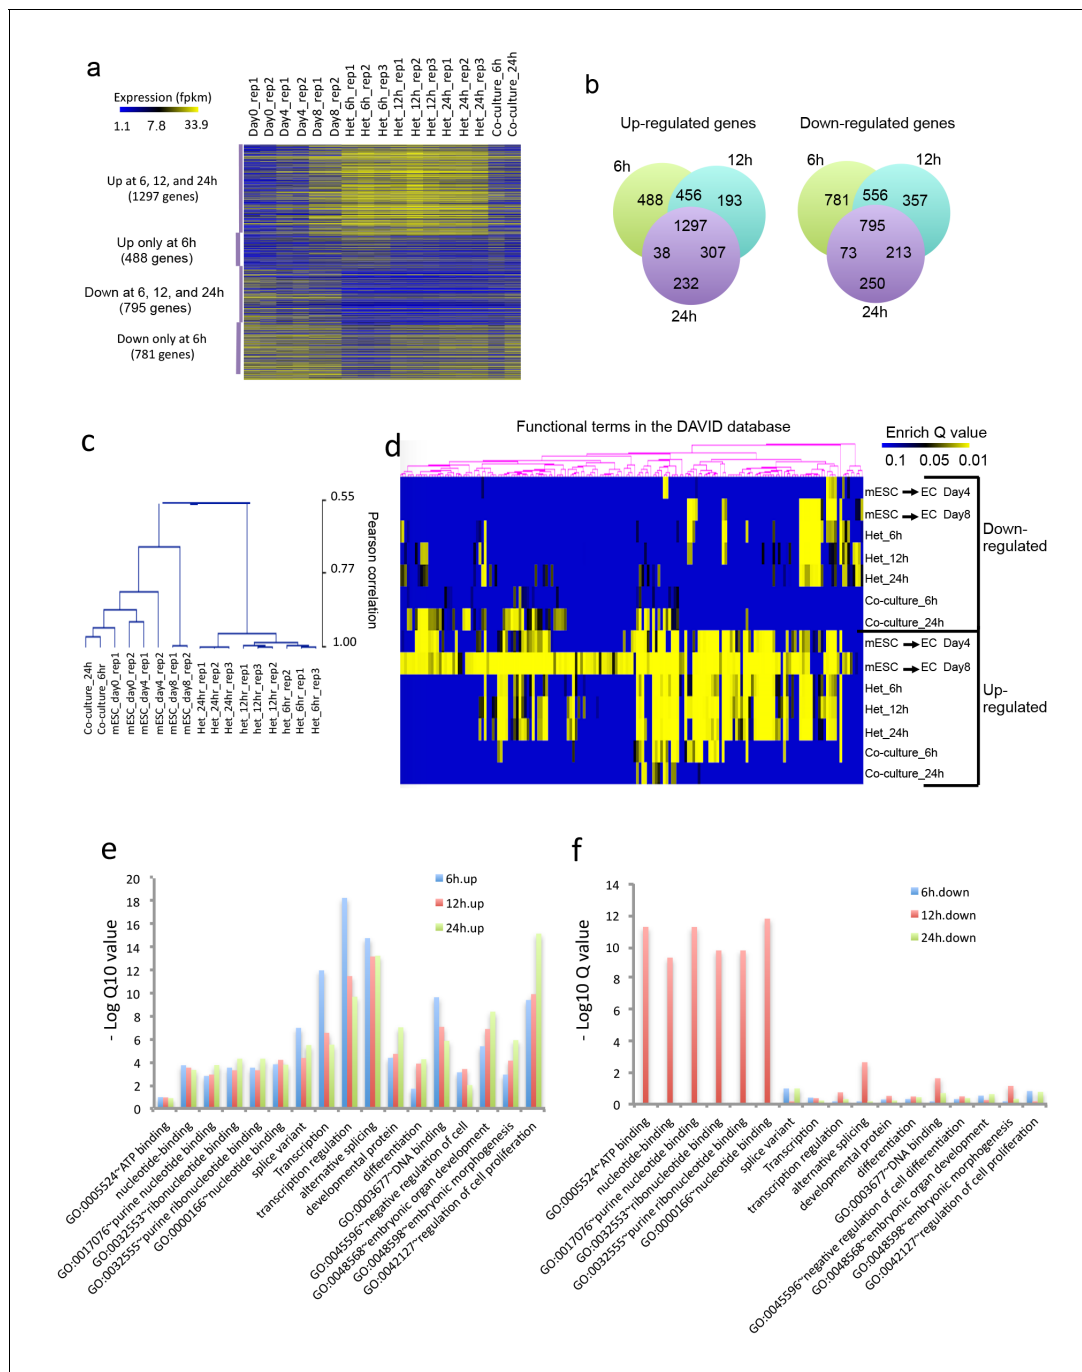 a
Expression (fpkm)
1.1 7.8 33.9
Day0_rep1
Day0_rep2
Day4_rep1
Day4_rep2
Day8_rep1
Day8_rep2
Het_6h_rep1
Het_6h_rep2
Het_6h_rep3
Het_12h_rep1
Het_12h_rep2
Het_12h_rep3
Het_24h_rep1
Het_24h_rep2
Het_24h_rep3
Co-culture_6h
Co-culture_24h
Up at 6, 12, and 24h
(1297 genes)
Up only at 6h
(488 genes)
Down at 6, 12, and 24h
(795 genes)
Down only at 6h
(781 genes)
b
Up-regulated genes
6h
12h
488 456 193
1297
38 307
232
24h
Down-regulated genes
6h
12h
781 556 357
795
73 213
250
24h
c
0.55
0.77
1.00
Pearson correlation
Co-culture_24h
Co-culture_6hr
mESC_day0_rep1
mESC_day0_rep2
mESC_day4_rep1
mESC_day4_rep2
mESC_day8_rep1
mESC_day8_rep2
Het_24hr_rep1
Het_24hr_rep2
Het_24hr_rep3
het_12hr_rep1
het_12hr_rep3
Het_12hr_rep2
het_6hr_rep2
Het_6hr_rep1
Het_6hr_rep3
d
Functional terms in the DAVID database
Enrich Q value
0.1 0.05 0.01
mESC → EC Day4
mESC → EC Day8
Het_6h
Het_12h
Het_24h
Co-culture_6h
Co-culture_24h
Down-
regulated
mESC → EC Day4
mESC → EC Day8
Het_6h
Het_12h
Het_24h
Co-culture_6h
Co-culture_24h
Up-
regulated
e
- Log Q10 value
20
18
16
14
12
10
8
6
4
2
0
6h.up
12h.up
24h.up
GO:0005524~ATP binding
nucleotide-binding
GO:0017076~purine nucleotide binding
GO:0032553~ribonucleotide binding
GO:0032555~purine ribonucleotide binding
GO:0000166~nucleotide binding
splice variant
Transcription
transcription regulation
alternative splicing
developmental protein
differentiation
GO:0003677~DNA binding
GO:0045596~negative regulation of cell
GO:0048568~embryonic organ development
GO:0048598~embryonic morphogenesis
GO:0042127~regulation of cell proliferation
f
- Log10 Q value
14
12
10
8
6
4
2
0
6h.down
12h.down
24h.down
GO:0005524~ATP binding
nucleotide-binding
GO:0017076~purine nucleotide binding
GO:0032553~ribonucleotide binding
GO:0032555~purine ribonucleotide binding
GO:0000166~nucleotide binding
splice variant
Transcription
transcription regulation
alternative splicing
developmental protein
differentiation
GO:0003677~DNA binding
GO:0045596~negative regulation of cell differentiation
GO:0048568~embryonic organ development
GO:0048598~embryonic morphogenesis
GO:0042127~regulation of cell proliferation